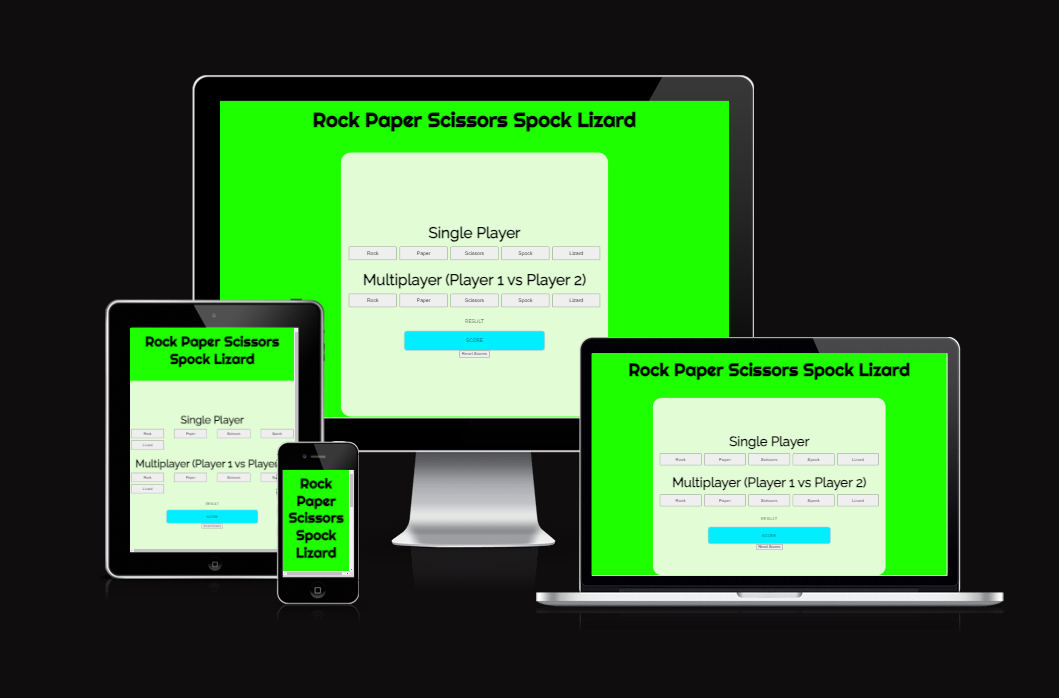 Rock Paper Scissors Spock Lizard
Single Player
Rock Paper Scissors Spock Lizard
Multiplayer (Player 1 vs Player 2)
Rock Paper Scissors Spock Lizard
RESULT
SCORE
Reset Scores
Rock Paper Scissors
Spock Lizard
Single Player
Rock Paper Scissors Spock
Lizard
Multiplayer (Player 1 vs Player
Rock Paper Scissors
Lizard
RESULT
SCORE
Rock
Paper
Scissors
Spock
Lizard
Rock Paper Scissors Spock Lizard
Single Player
Rock Paper Scissors Spock Lizard
Multiplayer (Player 1 vs Player 2)
Rock Paper Scissors Spock Lizard
RESULT
SCORE
Reset Scores